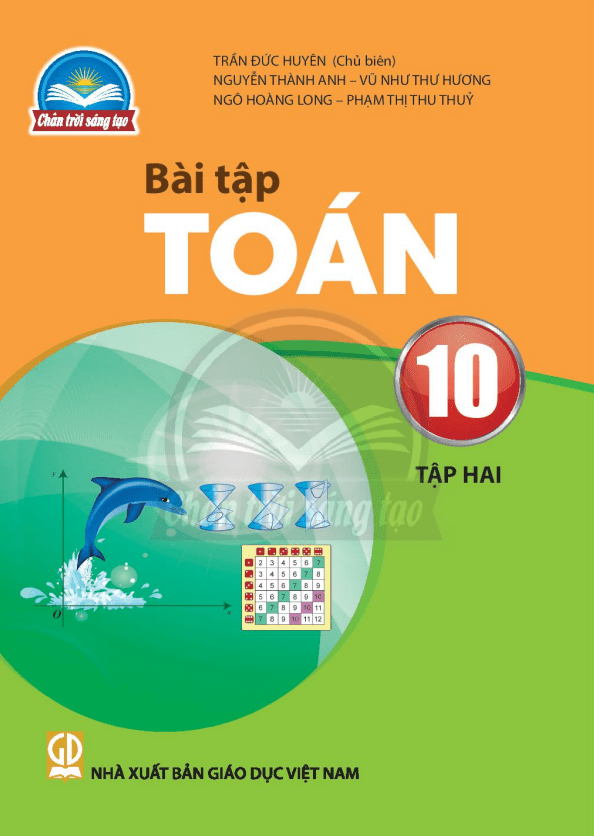 TRẦN ĐỨC HUYÊN (Chủ biên)
NGUYỄN THÀNH ANH – VŨ NHƯ THƯ HƯƠNG
NGÔ HOÀNG LONG – PHẠM THỊ THU THUỶ
Chân trời sáng tạo
Bài tập
TOÁN
10
TẬP HAI
Chân trời sáng tạo
y
O
x
2 3 4 5 6 7
3 4 5 6 7 8
4 5 6 7 8 9
5 6 7 8 9 10
6 7 8 9 10 11
7 8 9 10 11 12
GD
NHÀ XUẤT BẢN GIÁO DỤC VIỆT NAM